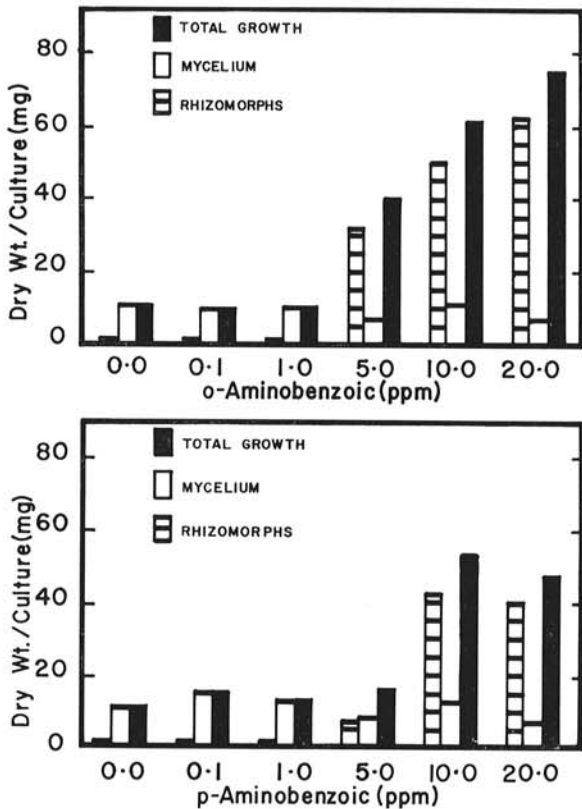 Dry Wt./Culture(mg)
80
60
40
20
0
TOTAL GROWTH
MYCELIUM
RHIZOMORPHS
0·0 0·1 1·0 5·0 10·0 20·0
o-Aminobenzoic(ppm)
Dry Wt./Culture(mg)
80
60
40
20
0
TOTAL GROWTH
MYCELIUM
RHIZOMORPHS
0·0 0·1 1·0 5·0 10·0 20·0
p-Aminobenzoic (ppm)